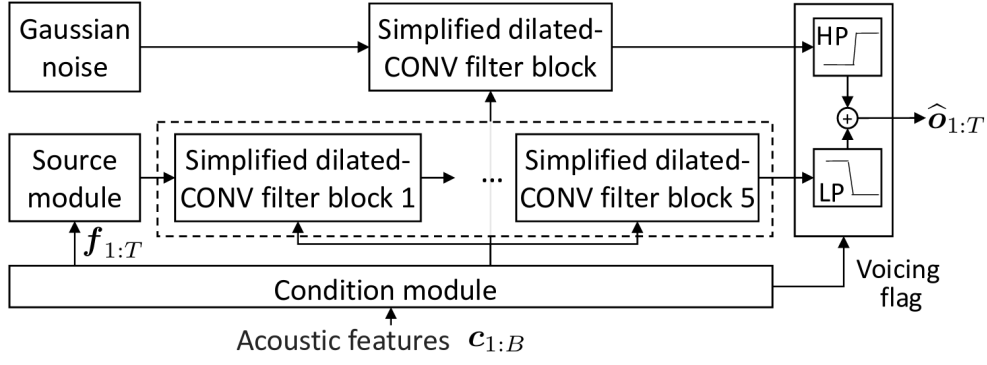 Gaussian
noise
Simplified dilated-
CONV filter block
HP
Source
module
Simplified dilated-
CONV filter block 1
...
Simplified dilated-
CONV filter block 5
+
LP
ô₁:T
f₁:T
Condition module
Voicing
flag
Acoustic features c₁:B